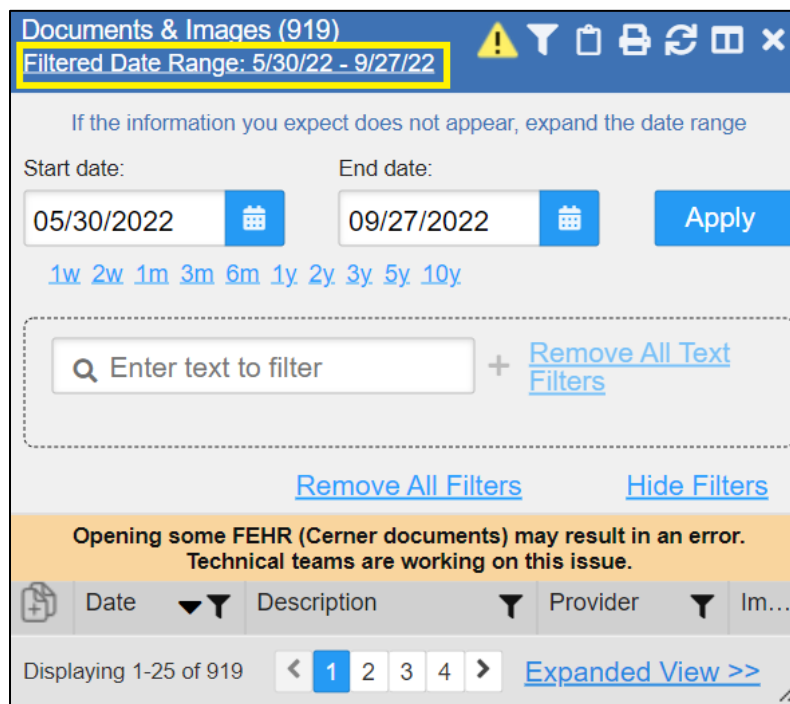 Documents & Images (919)
Filtered Date Range: 5/30/22 - 9/27/22
If the information you expect does not appear, expand the date range
Start date: End date:
05/30/2022 09/27/2022 Apply
1w 2w 1m 3m 6m 1y 2y 3y 5y 10y
Enter text to filter + Remove All Text
Filters
Remove All Filters Hide Filters
Opening some FEHR (Cerner documents) may result in an error.
Technical teams are working on this issue.
Date Description Provider Im...
Displaying 1-25 of 919 < 1 2 3 4 > Expanded View >>